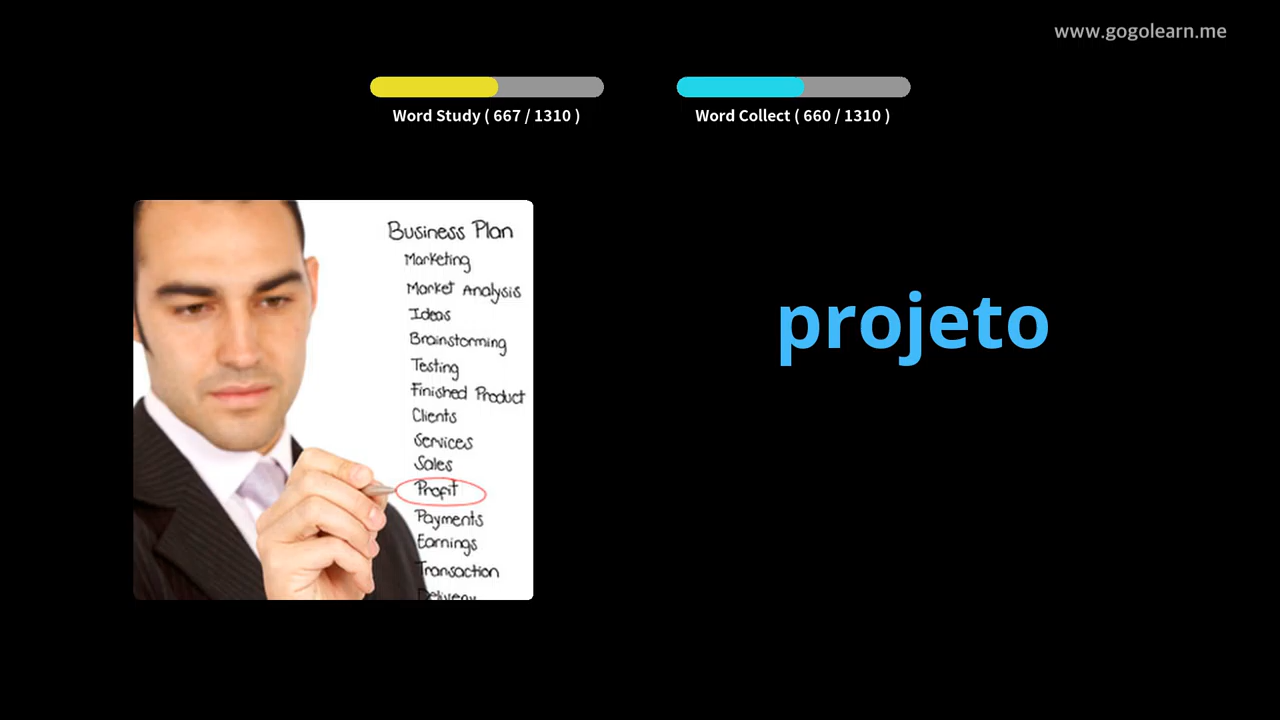 www.gogolearn.me
Word Study ( 667 / 1310 )
Word Collect ( 660 / 1310 )
Business Plan
Marketing
Market Analysis
Ideas
Brainstorming
Testing
Finished Product
Clients
Services
Sales
Profit
Payments
Earnings
Transaction
Delivery
projeto